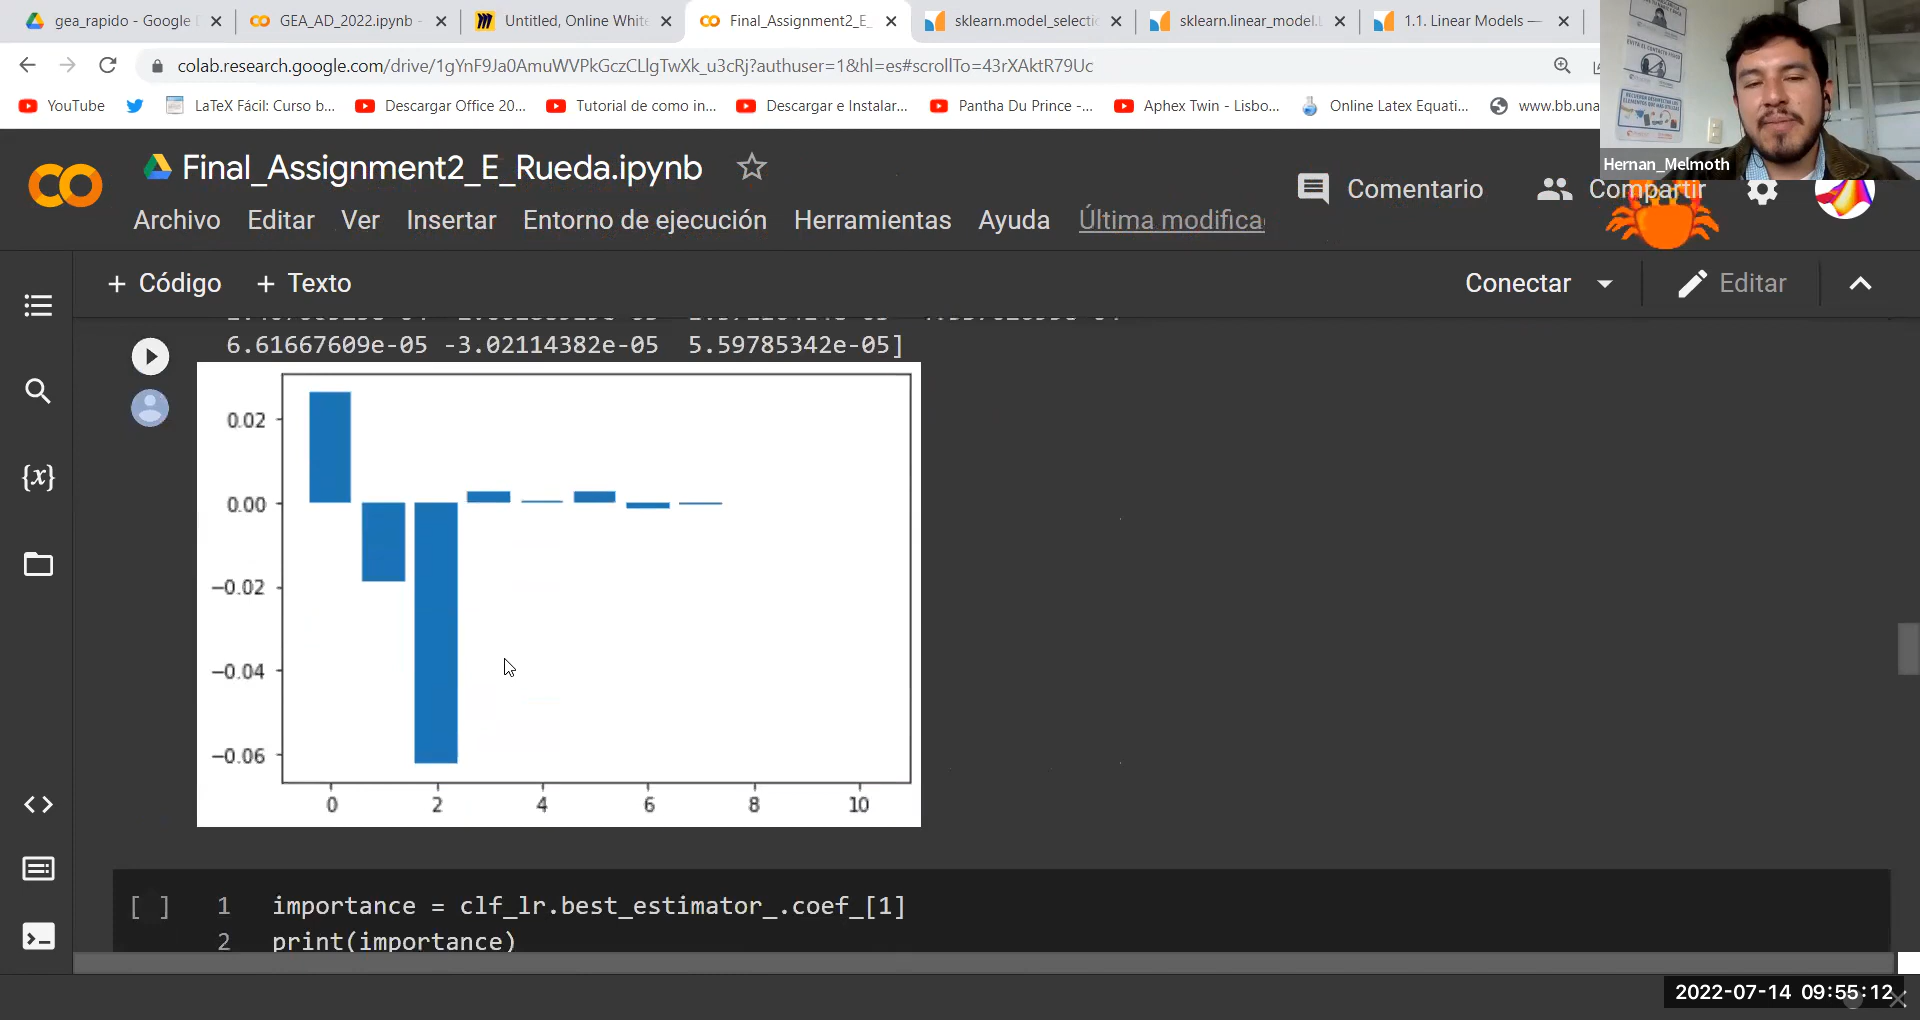 gea_rapido - Google
GEA_AD_2022.ipynb -
Untitled, Online White
Final_Assignment2_E_
sklearn.model_selecti
sklearn.linear_model.
1.1. Linear Models —
colab.research.google.com/drive/1gYnF9Ja0AmuWVPkGczCLlgTwXk_u3cRj?authuser=1&hl=es#scrollTo=43rXAktR79Uc
YouTube
LaTeX Fácil: Curso b...
Descargar Office 20...
Tutorial de como in...
Descargar e Instalar...
Pantha Du Prince -...
Aphex Twin - Lisbo...
Online Latex Equati...
www.bb.una
Hernan_Melmoth
Final_Assignment2_E_Rueda.ipynb
Comentario
Compartir
Archivo Editar Ver Insertar Entorno de ejecución Herramientas Ayuda Última modifica
+ Código + Texto
Conectar
Editar
6.61667609e-05 -3.02114382e-05 5.59785342e-05]
0.02
0.00
−0.02
−0.04
−0.06
0 2 4 6 8 10
[ ] 1 importance = clf_lr.best_estimator_.coef_[1]
2 print(importance)
2022-07-14 09:55:12